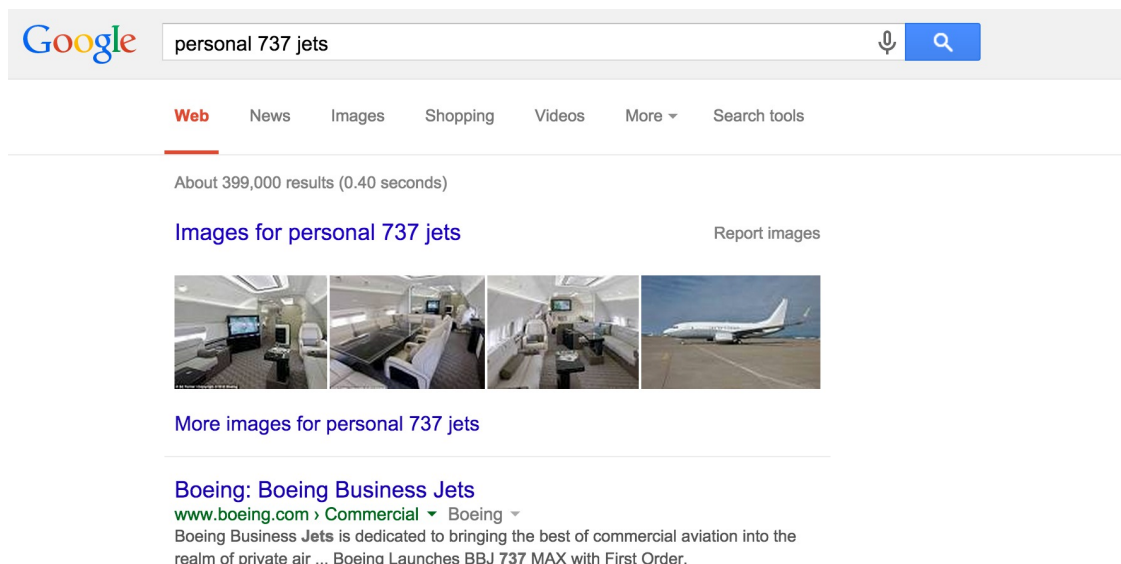 Google
personal 737 jets
Web News Images Shopping Videos More Search tools
About 399,000 results (0.40 seconds)
Images for personal 737 jets Report images
More images for personal 737 jets
Boeing: Boeing Business Jets
www.boeing.com › Commercial Boeing
Boeing Business Jets is dedicated to bringing the best of commercial aviation into the
realm of private air ... Boeing Launches BBJ 737 MAX with First Order.